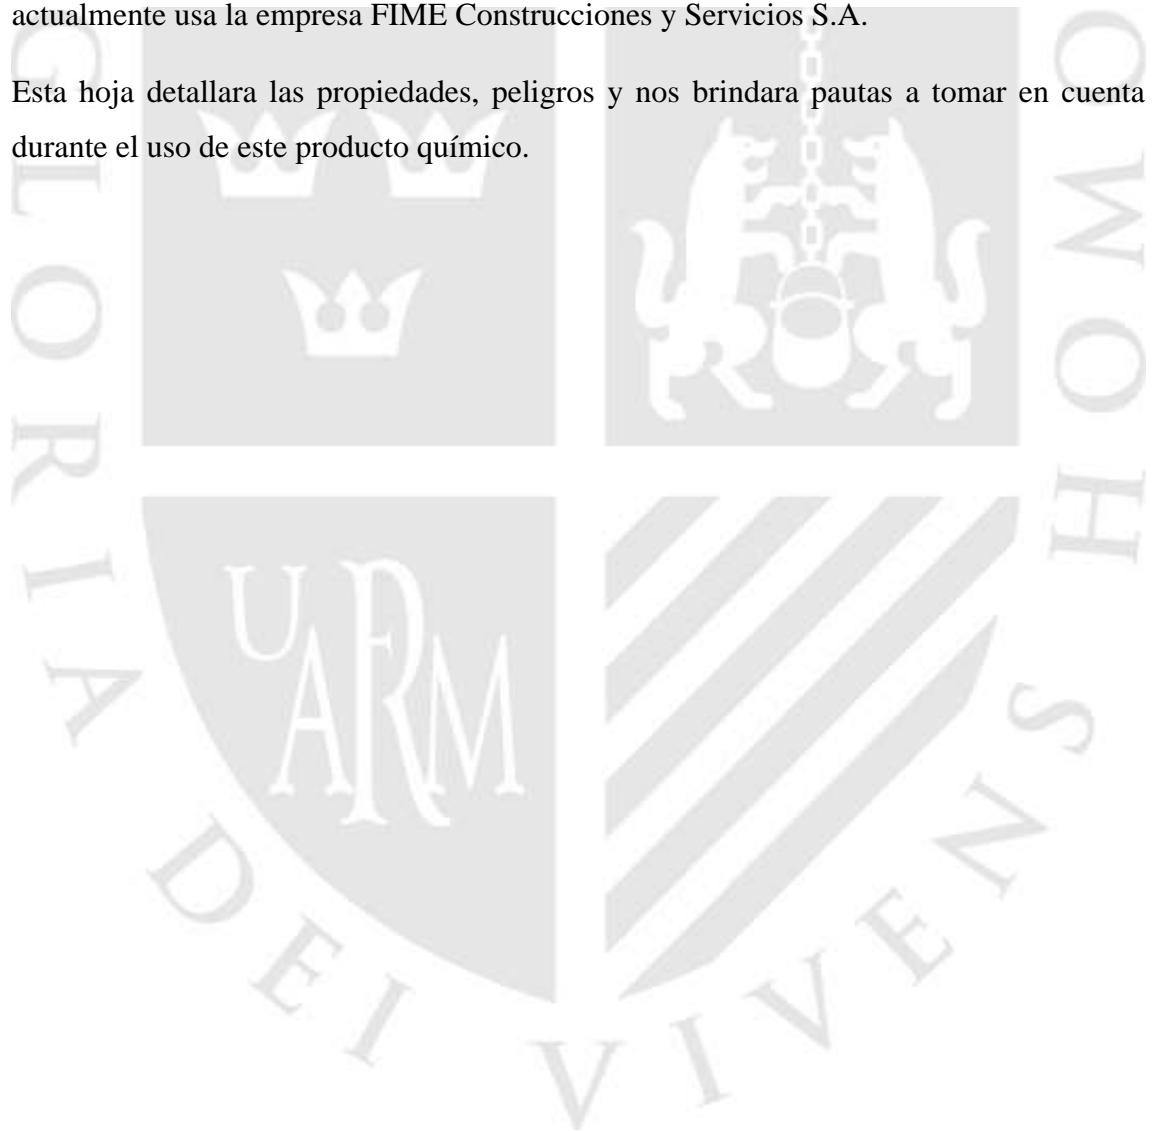 actualmente usa la empresa FIME Construcciones y Servicios S.A.
Esta hoja detallara las propiedades, peligros y nos brindara pautas a tomar en cuenta
durante el uso de este producto químico.
GLORIA DEI VIVENS HOMO
UARM